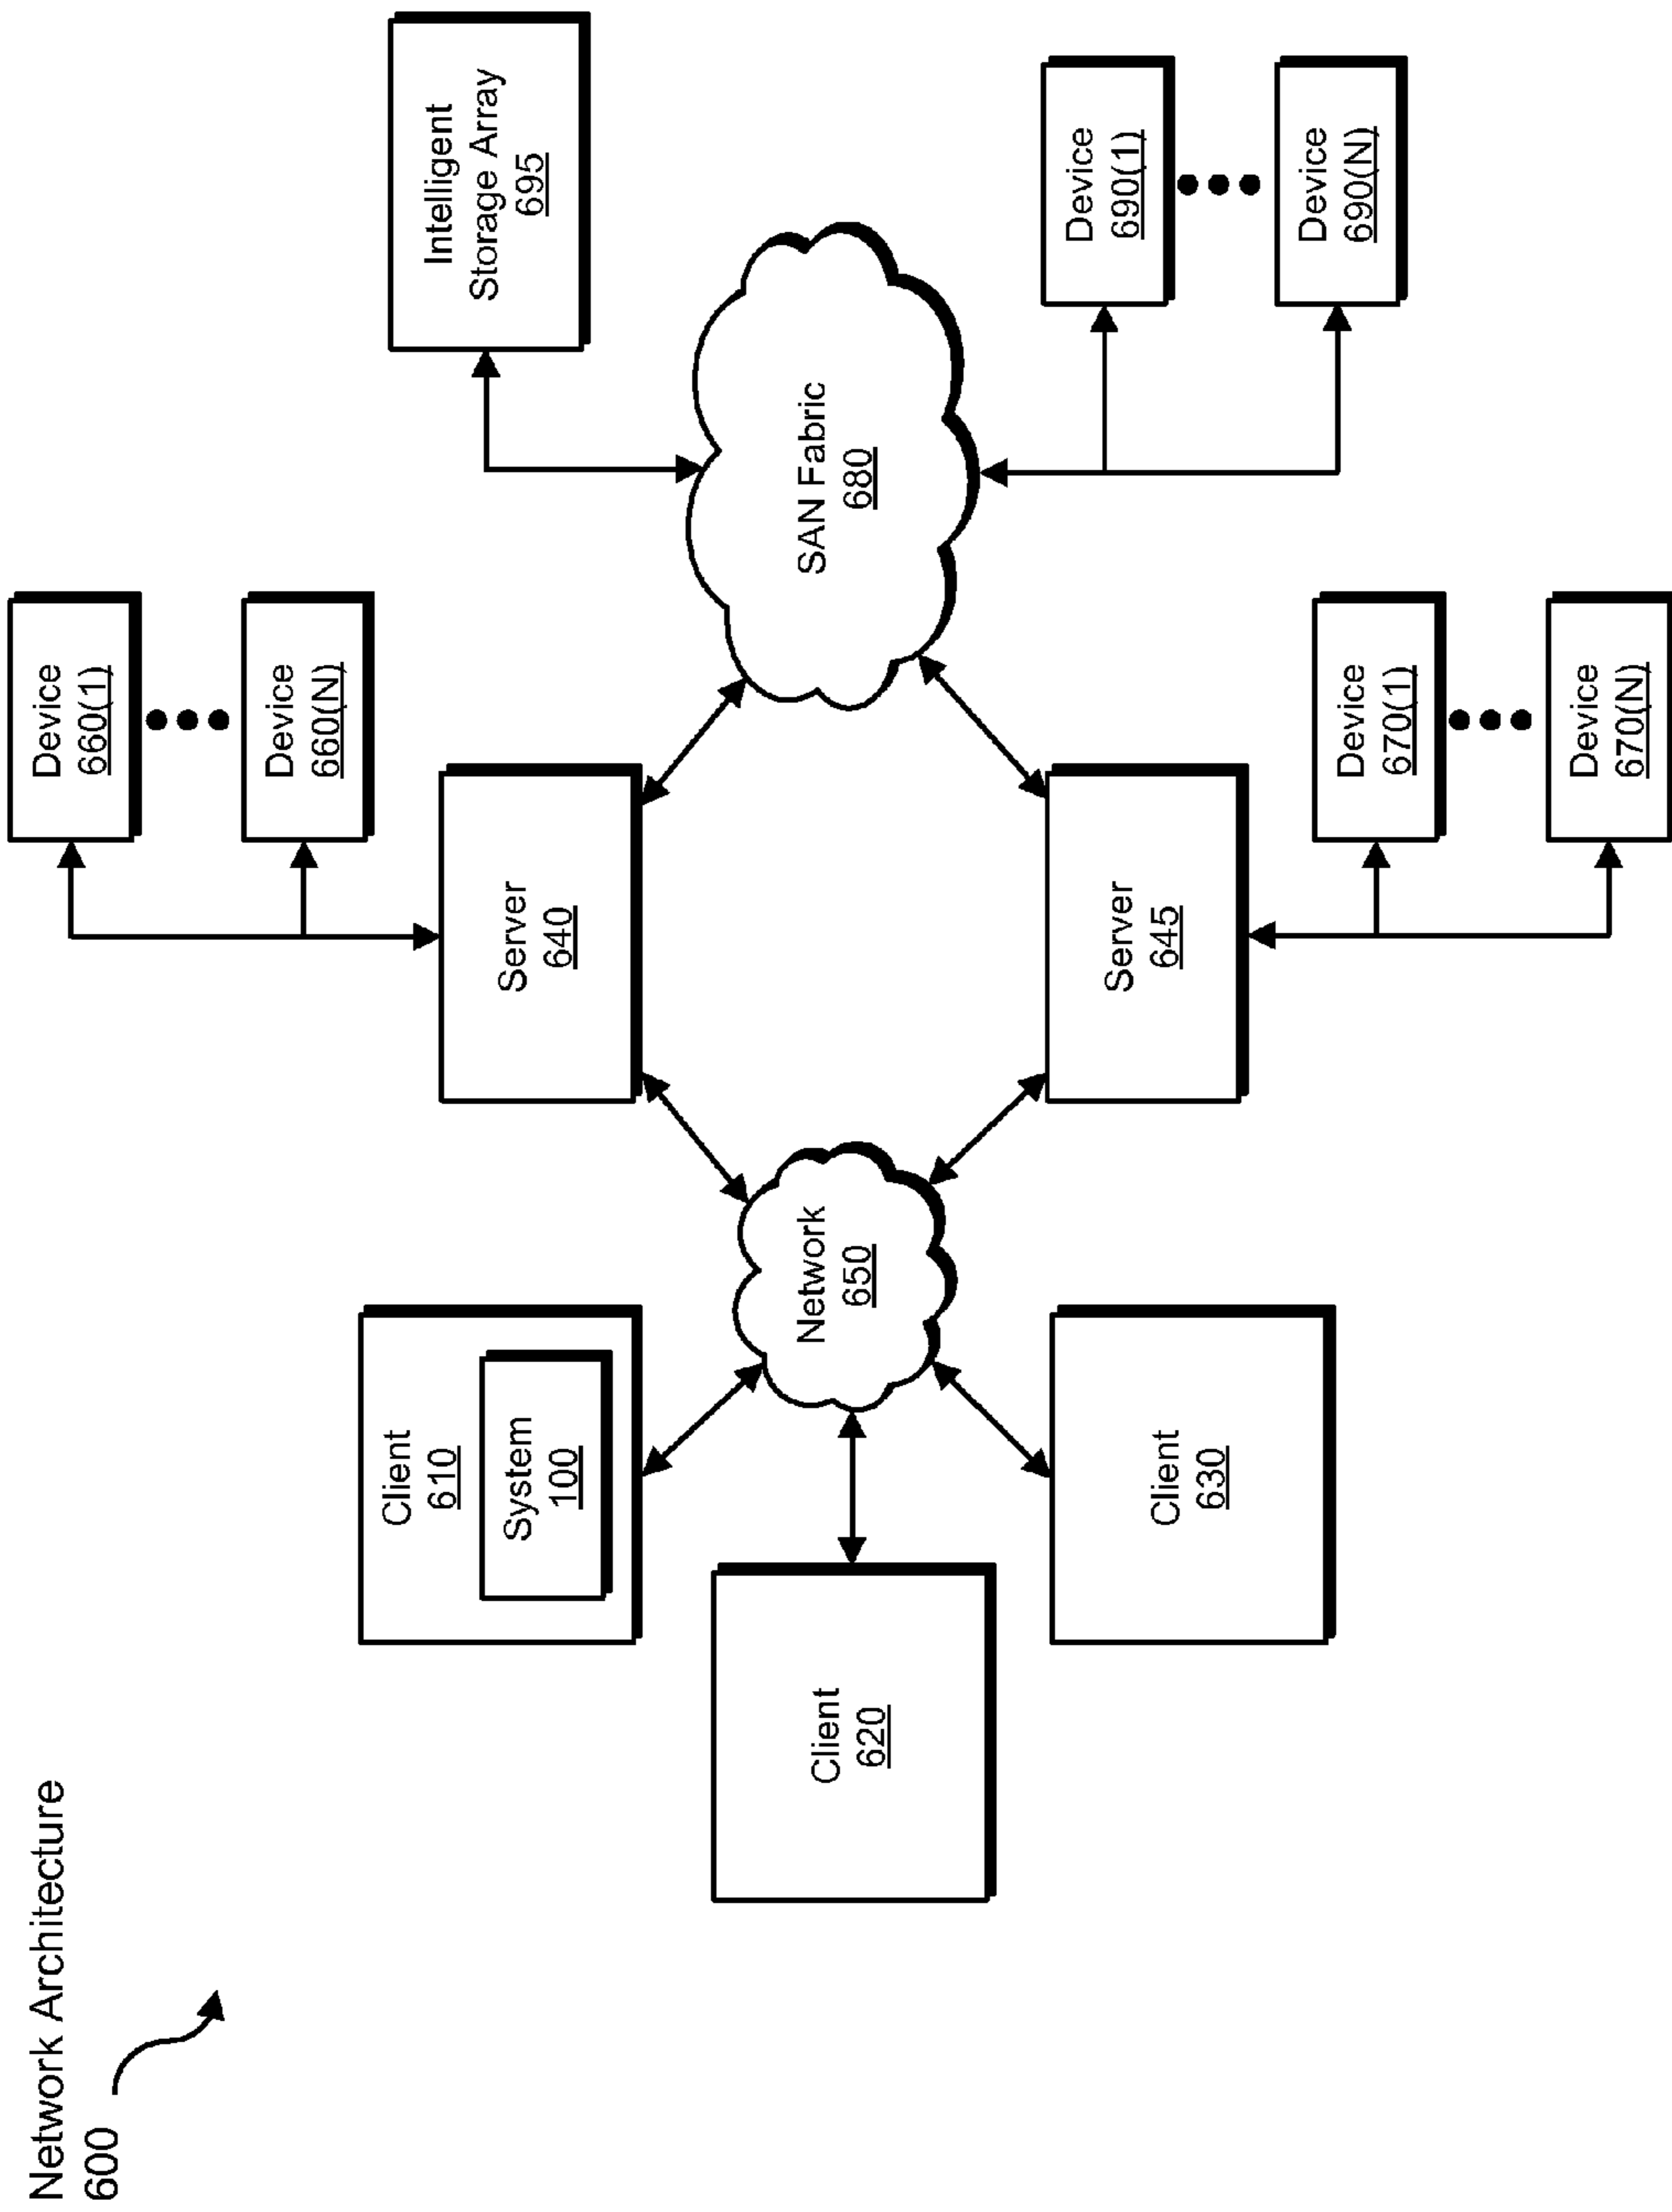 Network Architecture
600
Client
610
System
100
Client
620
Client
630
Network
650
Server
640
Server
645
Device
660(1)
Device
660(N)
Device
670(1)
Device
670(N)
SAN Fabric
680
Intelligent
Storage Array
695
Device
690(1)
Device
690(N)